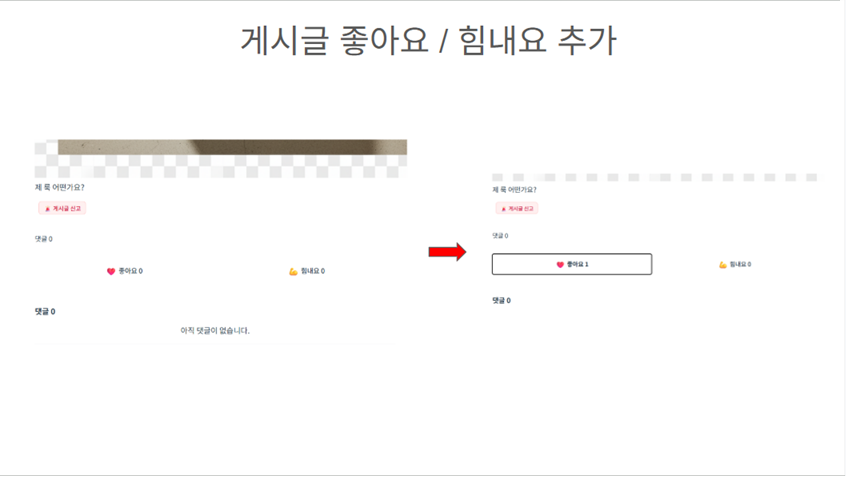 게시글 좋아요 / 힘내요 추가
제 룩 어떤가요?
게시글 신고
댓글 0
좋아요 0
힘내요 0
댓글 0
아직 댓글이 없습니다.
제 룩 어떤가요?
게시글 신고
댓글 0
좋아요 1
힘내요 0
댓글 0